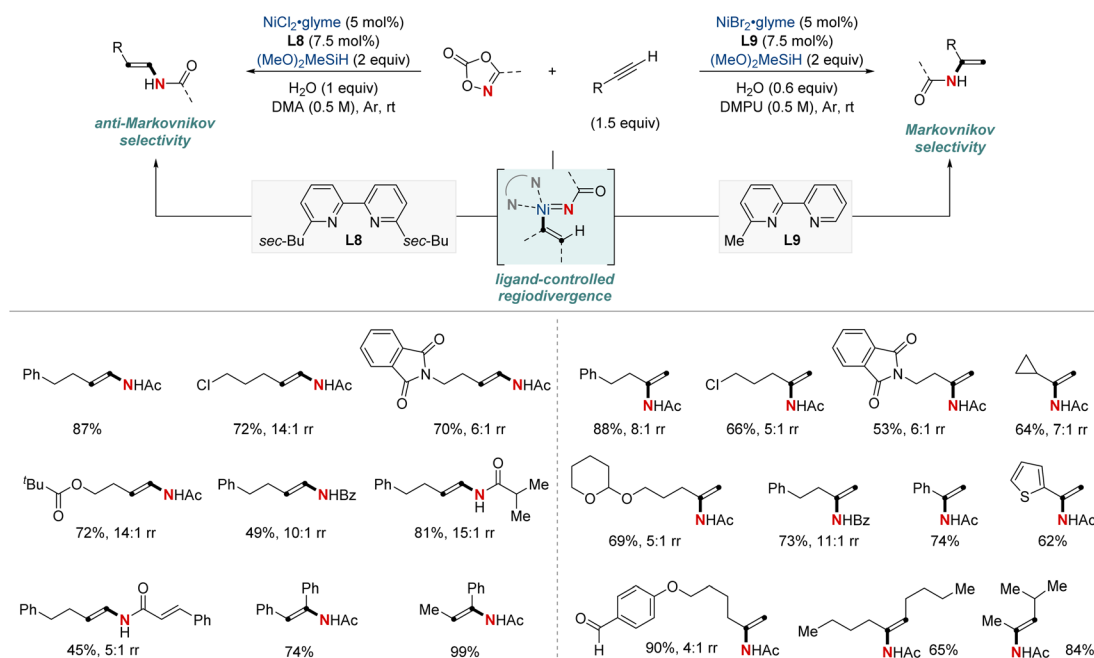 NiCl₂•glyme (5 mol%)
L8 (7.5 mol%)
(MeO)₂MeSiH (2 equiv)
H₂O (1 equiv)
DMA (0.5 M), Ar, rt
R
HN
O
anti-Markovnikov
selectivity
O
O
O
N
+
R
H
(1.5 equiv)
NiBr₂•glyme (5 mol%)
L9 (7.5 mol%)
(MeO)₂MeSiH (2 equiv)
H₂O (0.6 equiv)
DMPU (0.5 M), Ar, rt
R
NH
O
Markovnikov
selectivity
N N
sec-Bu L8 sec-Bu
N
O
N Ni N
H
ligand-controlled
regiodivergence
N N
Me L9
Ph NHAc
87%
Cl NHAc
72%, 14:1 rr
O
N NHAc
O
70%, 6:1 rr
Ph
NHAc
88%, 8:1 rr
Cl
NHAc
66%, 5:1 rr
O
N
O
NHAc
53%, 6:1 rr
NHAc
64%, 7:1 rr
ᵗBu O NHAc
O
72%, 14:1 rr
Ph NHBz
49%, 10:1 rr
O
Ph N Me
H Me
81%, 15:1 rr
O O
NHAc
69%, 5:1 rr
Ph
NHBz
73%, 11:1 rr
Ph
NHAc
74%
S
NHAc
62%
O
Ph N Ph
H
45%, 5:1 rr
Ph
Ph NHAc
74%
Ph
Me NHAc
99%
O
O
H
NHAc
90%, 4:1 rr
Me
Me
NHAc
65%
Me
Me
Me
NHAc
84%